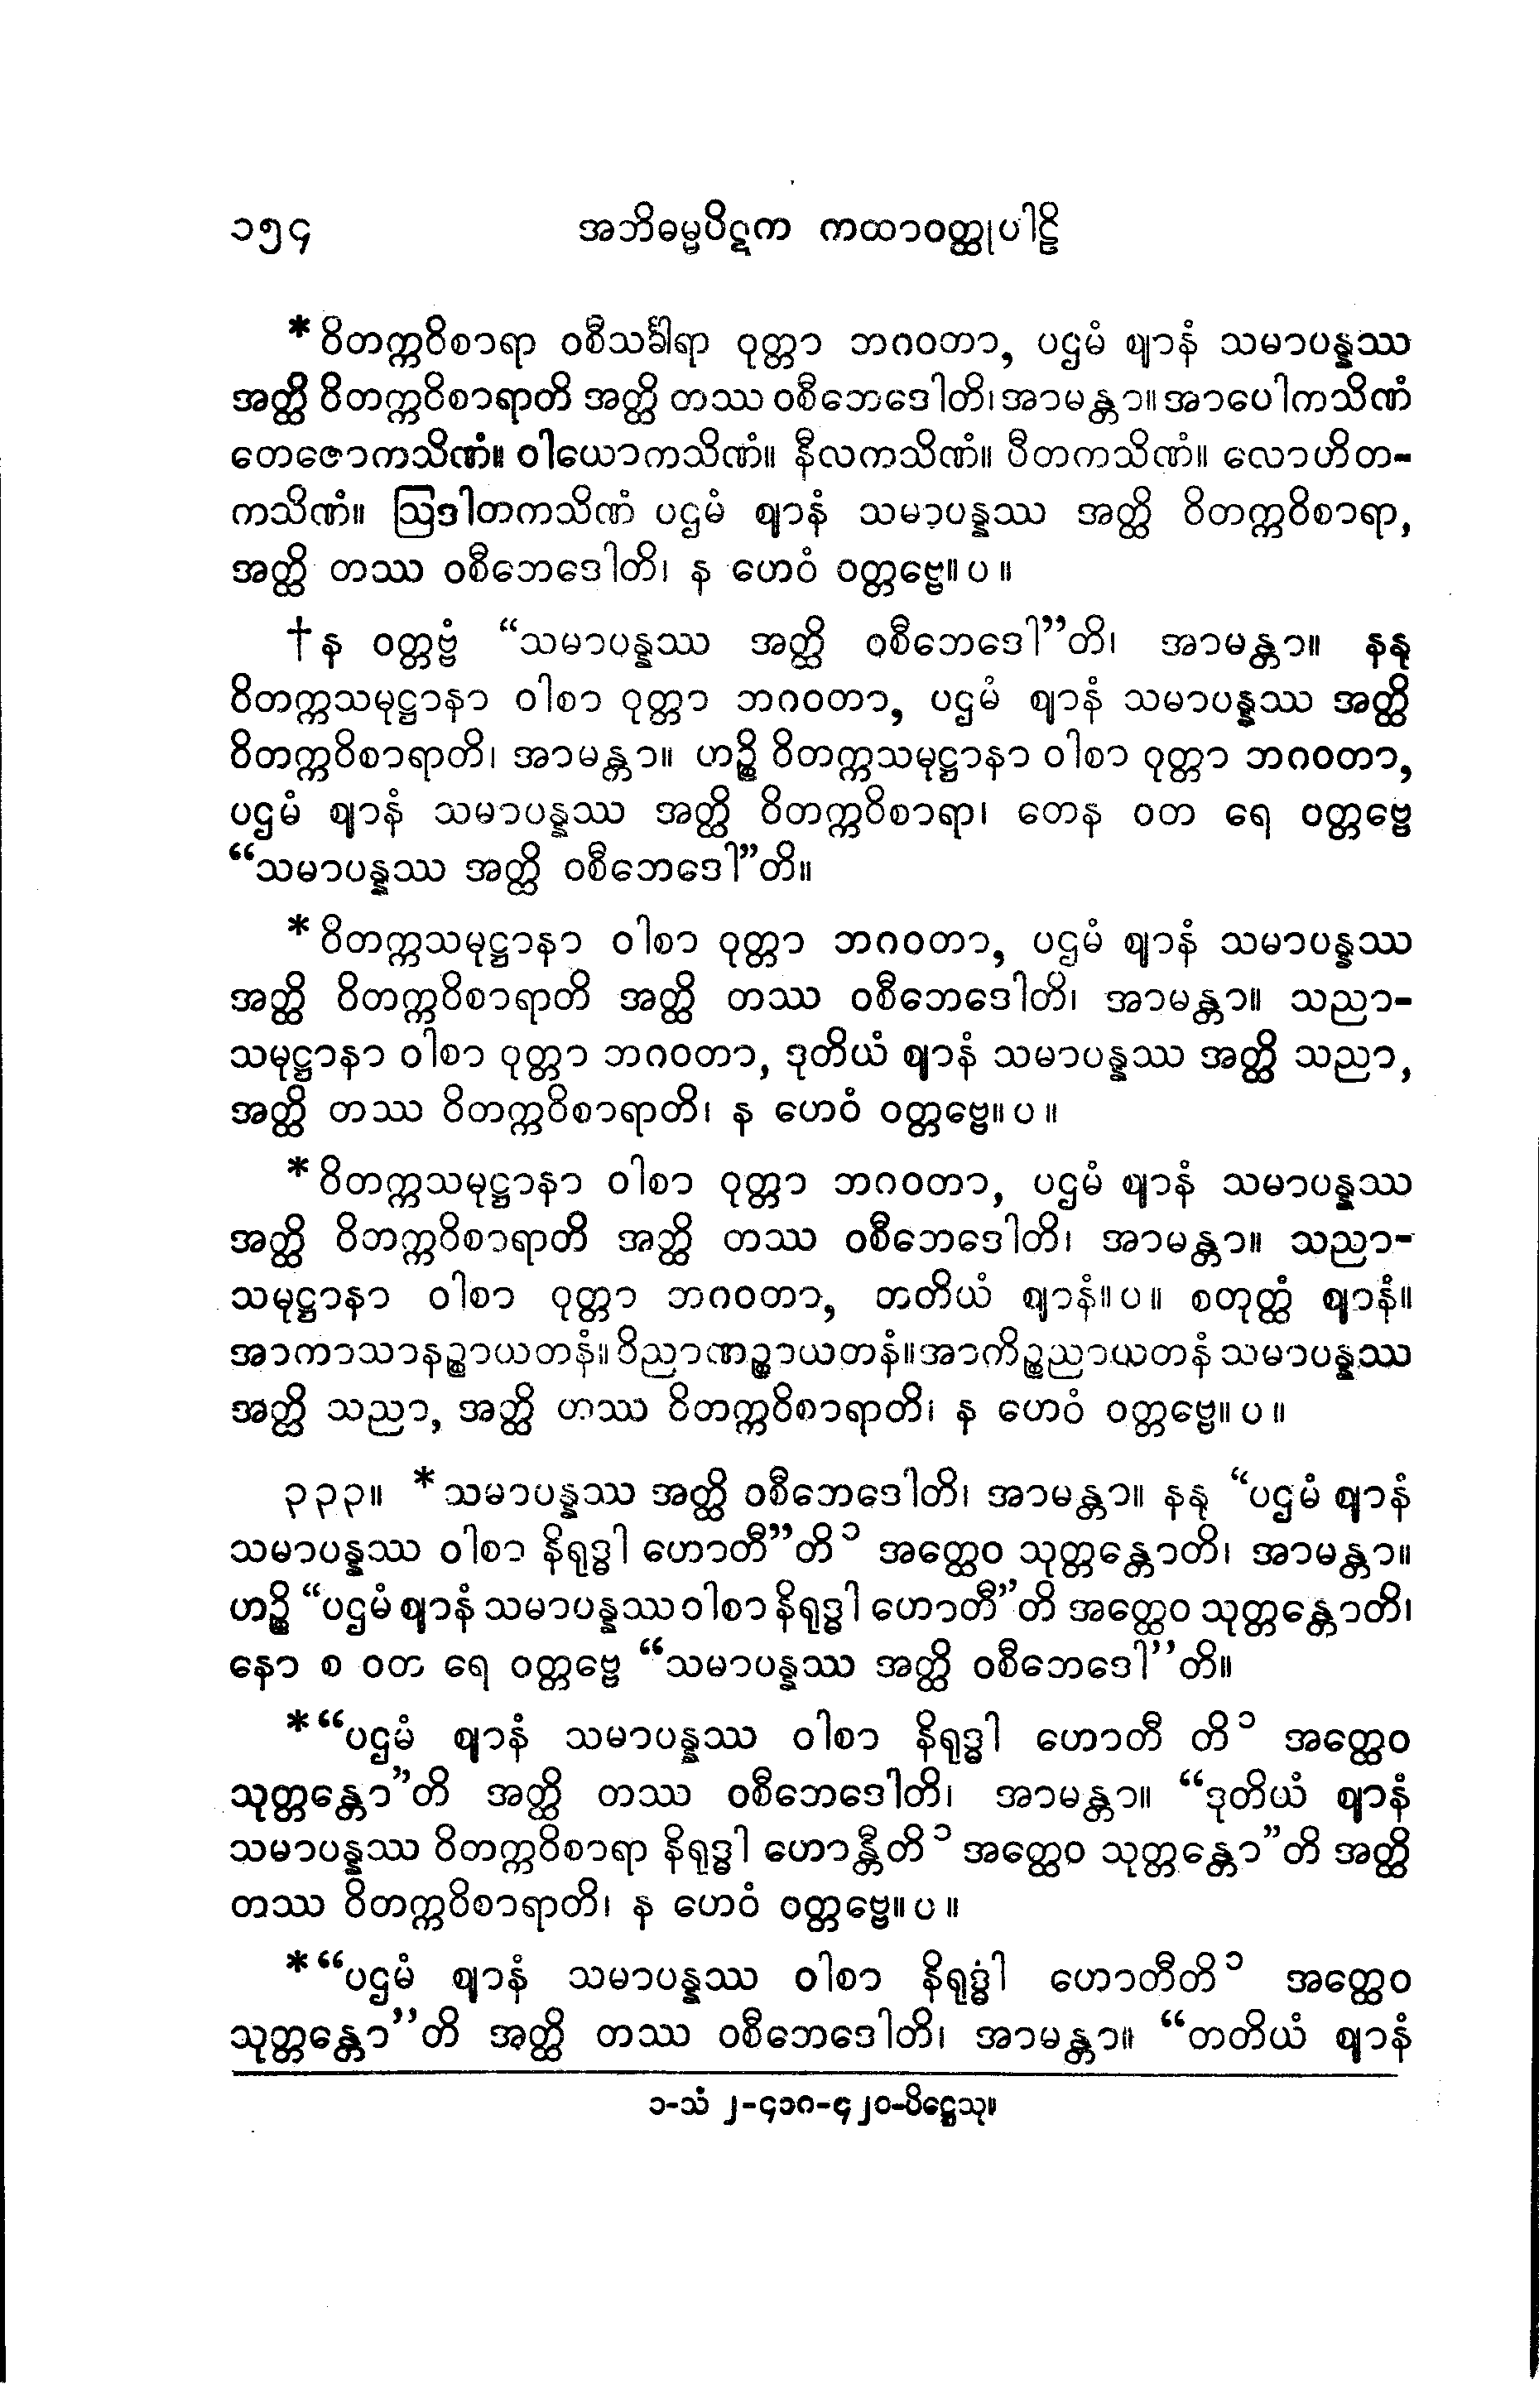 ၁၅၄ အဘိဓမ္မပိဋက ကထာဝတ္ထုပါဠိ
*ဝိတက္ကဝိစာရာ ဝစီသင်္ခါရာ ဝုတ္တာ ဘဂဝတာ, ပဌမံ ဈာနံ သမာပန္နဿ
အတ္ထိ ဝိတက္ကဝိစာရာတိ အတ္ထိ တဿ ဝစီဘေဒေါတိ၊ အာမန္တာ။ အာပေါကသိဏံ
တေဇောကသိဏံ။ ဝါယောကသိဏံ။ နီလကသိဏံ။ ပီတကသိဏံ။ လောဟိတ-
ကသိဏံ။ ဩဒါတကသိဏံ ပဌမံ ဈာနံ သမာပန္နဿ အတ္ထိ ဝိတက္ကဝိစာရာ,
အတ္ထိ တဿ ဝစီဘေဒေါတိ၊ န ဟေဝံ ဝတ္တဗ္ဗေ။ ပ ။
†န ဝတ္တဗ္ဗံ “သမာပန္နဿ အတ္ထိ ဝစီဘေဒေါ”တိ၊ အာမန္တာ။ နနု
ဝိတက္ကသမုဋ္ဌာနာ ဝါစာ ဝုတ္တာ ဘဂဝတာ, ပဌမံ ဈာနံ သမာပန္နဿ အတ္ထိ
ဝိတက္ကဝိစာရာတိ၊ အာမန္တာ။ ဟဉ္စိ ဝိတက္ကသမုဋ္ဌာနာ ဝါစာ ဝုတ္တာ ဘဂဝတာ,
ပဌမံ ဈာနံ သမာပန္နဿ အတ္ထိ ဝိတက္ကဝိစာရာ၊ တေန ဝတ ရေ ဝတ္တဗ္ဗေ
“သမာပန္နဿ အတ္ထိ ဝစီဘေဒေါ”တိ။
*ဝိတက္ကသမုဋ္ဌာနာ ဝါစာ ဝုတ္တာ ဘဂဝတာ, ပဌမံ ဈာနံ သမာပန္နဿ
အတ္ထိ ဝိတက္ကဝိစာရာတိ အတ္ထိ တဿ ဝစီဘေဒေါတိ၊ အာမန္တာ။ သညာ-
သမုဋ္ဌာနာ ဝါစာ ဝုတ္တာ ဘဂဝတာ, ဒုတိယံ ဈာနံ သမာပန္နဿ အတ္ထိ သညာ,
အတ္ထိ တဿ ဝိတက္ကဝိစာရာတိ၊ န ဟေဝံ ဝတ္တဗ္ဗေ။ ပ ။
*ဝိတက္ကသမုဋ္ဌာနာ ဝါစာ ဝုတ္တာ ဘဂဝတာ, ပဌမံ ဈာနံ သမာပန္နဿ
အတ္ထိ ဝိတက္ကဝိစာရာတိ အတ္ထိ တဿ ဝစီဘေဒေါတိ၊ အာမန္တာ။ သညာ-
သမုဋ္ဌာနာ ဝါစာ ဝုတ္တာ ဘဂဝတာ, တတိယံ ဈာနံ။ ပ ။ စတုတ္ထံ ဈာနံ။
အာကာသာနဉ္စာယတနံ။ ဝိညာဏဉ္စာယတနံ။ အာကိဉ္စညာယတနံ သမာပန္နဿ
အတ္ထိ သညာ, အတ္ထိ တဿ ဝိတက္ကဝိစာရာတိ၊ န ဟေဝံ ဝတ္တဗ္ဗေ။ ပ ။
၃၃၃။ *သမာပန္နဿ အတ္ထိ ဝစီဘေဒေါတိ၊ အာမန္တာ။ နနု “ပဌမံ ဈာနံ
သမာပန္နဿ ဝါစာ နိရုဒ္ဓါ ဟောတီ”တိ ၁ အတ္ထေဝ သုတ္တန္တောတိ၊ အာမန္တာ။
ဟဉ္စိ “ပဌမံ ဈာနံ သမာပန္နဿ ဝါစာ နိရုဒ္ဓါ ဟောတီ”တိ အတ္ထေဝ သုတ္တန္တောတိ၊
နော စ ဝတ ရေ ဝတ္တဗ္ဗေ “သမာပန္နဿ အတ္ထိ ဝစီဘေဒေါ”တိ။
*“ပဌမံ ဈာနံ သမာပန္နဿ ဝါစာ နိရုဒ္ဓါ ဟောတီ တိ ၁ အတ္ထေဝ
သုတ္တန္တော”တိ အတ္ထိ တဿ ဝစီဘေဒေါတိ၊ အာမန္တာ။ “ဒုတိယံ ဈာနံ
သမာပန္နဿ ဝိတက္ကဝိစာရာ နိရုဒ္ဓါ ဟောန္တီတိ ၁ အတ္ထေဝ သုတ္တန္တော”တိ အတ္ထိ
တဿ ဝိတက္ကဝိစာရာတိ၊ န ဟေဝံ ဝတ္တဗ္ဗေ။ ပ ။
*“ပဌမံ ဈာနံ သမာပန္နဿ ဝါစာ နိရုဒ္ဓံါ ဟောတီတိ ၁ အတ္ထေဝ
သုတ္တန္တော”တိ အတ္ထိ တဿ ဝစီဘေဒေါတိ၊ အာမန္တာ။ “တတိယံ ဈာနံ
၁-သံ ၂-၄၁၈-၄၂၀-ပိဋ္ဌေသု။